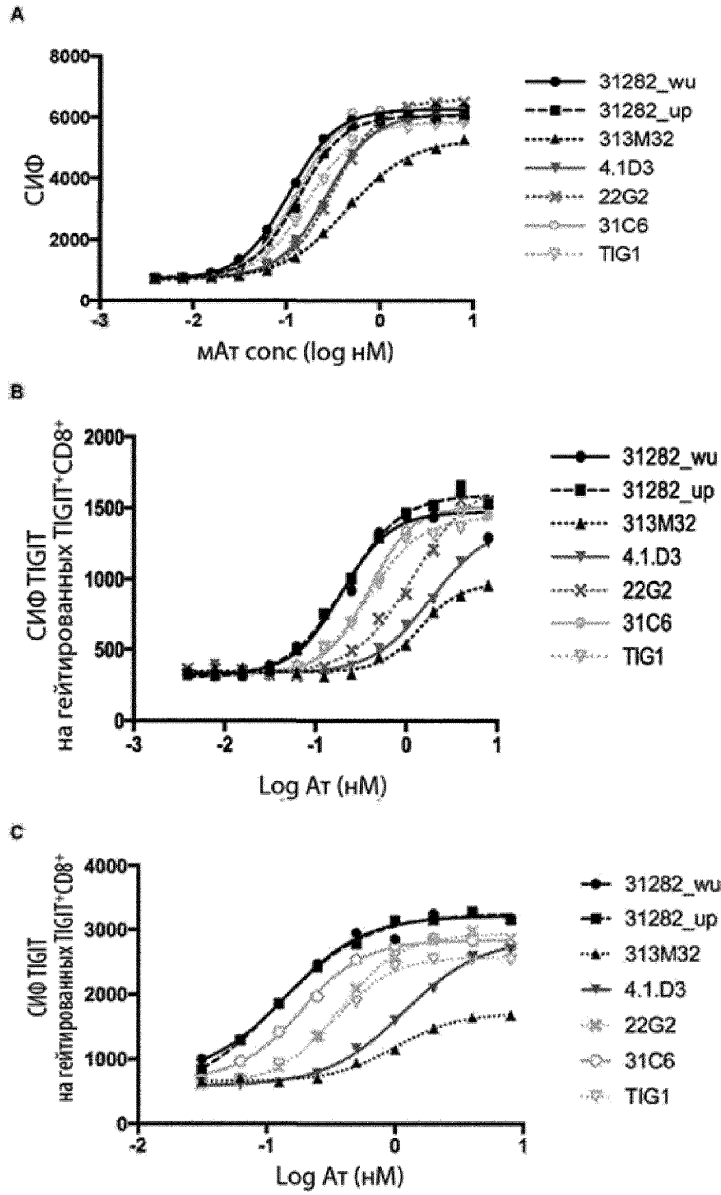 A
8000
6000
4000
2000
0
СИФ
-3 -2 -1 0 1
мАт conc (log нМ)
31282_wu
31282_up
313M32
4.1D3
22G2
31C6
TIG1
B
2000
1500
1000
500
0
СИФ TIGIT
на гейтированных TIGIT⁺CD8⁺
-3 -2 -1 0 1
Log Ат (нМ)
31282_wu
31282_up
313M32
4.1.D3
22G2
31C6
TIG1
C
4000
3000
2000
1000
0
СИФ TIGIT
на гейтированных TIGIT⁺CD8⁺
-2 -1 0 1
Log Ат (нМ)
31282_wu
31282_up
313M32
4.1.D3
22G2
31C6
TIG1